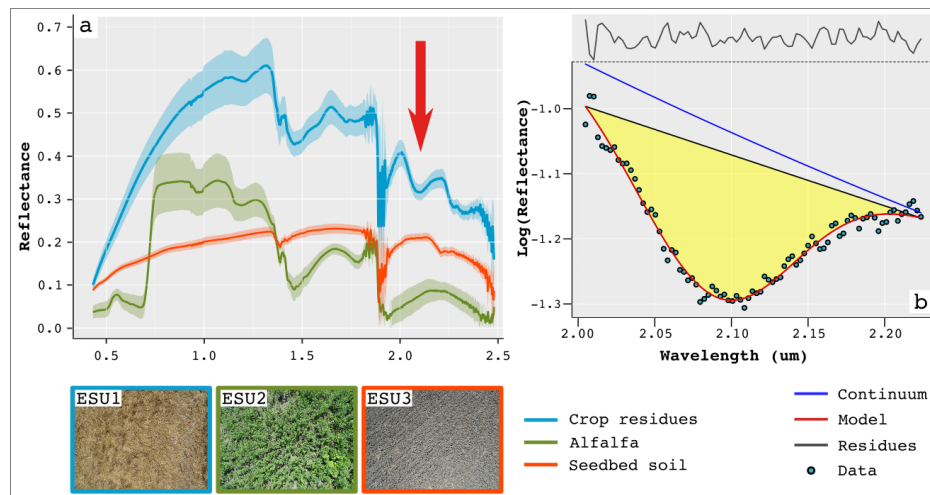 a
0.7
0.6
0.5
0.4
0.3
0.2
0.1
0.0
Reflectance
0.5
1.0
1.5
2.0
2.5
b
-1.0
-1.1
-1.2
-1.3
Log(Reflectance)
2.00
2.05
2.10
2.15
2.20
Wavelength (um)
ESU1
ESU2
ESU3
Crop residues
Alfalfa
Seedbed soil
Continuum
Model
Residues
Data